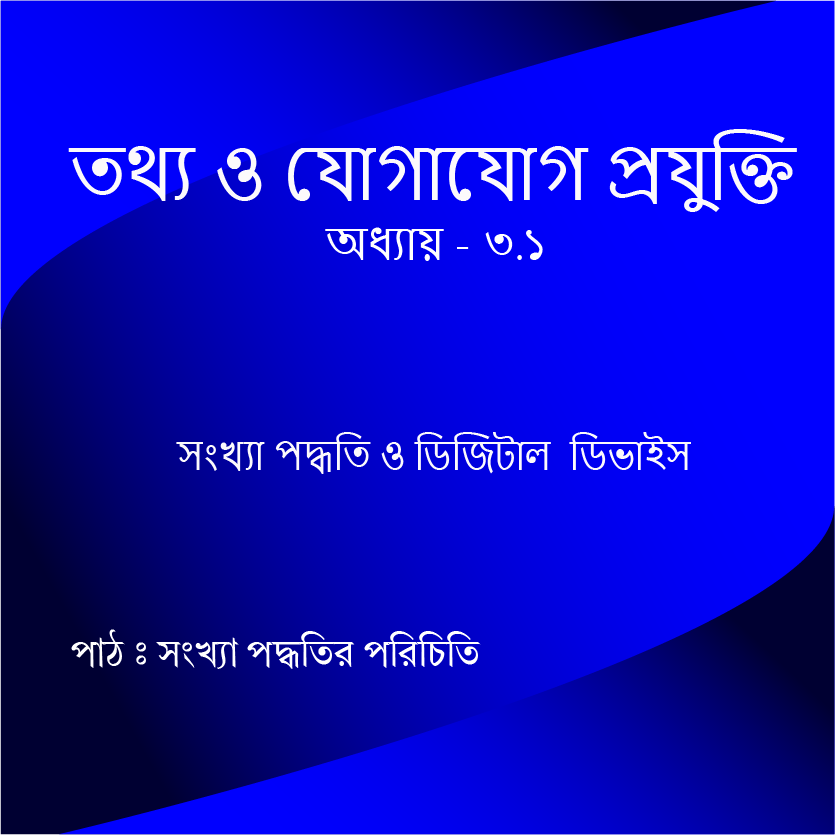 তথ্য ও যোগাযোগ প্রযুক্তি
অধ্যায় - ৩.১
সংখ্যা পদ্ধতি ও ডিজিটাল ডিভাইস
পাঠ ঃ সংখ্যা পদ্ধতির পরিচিতি